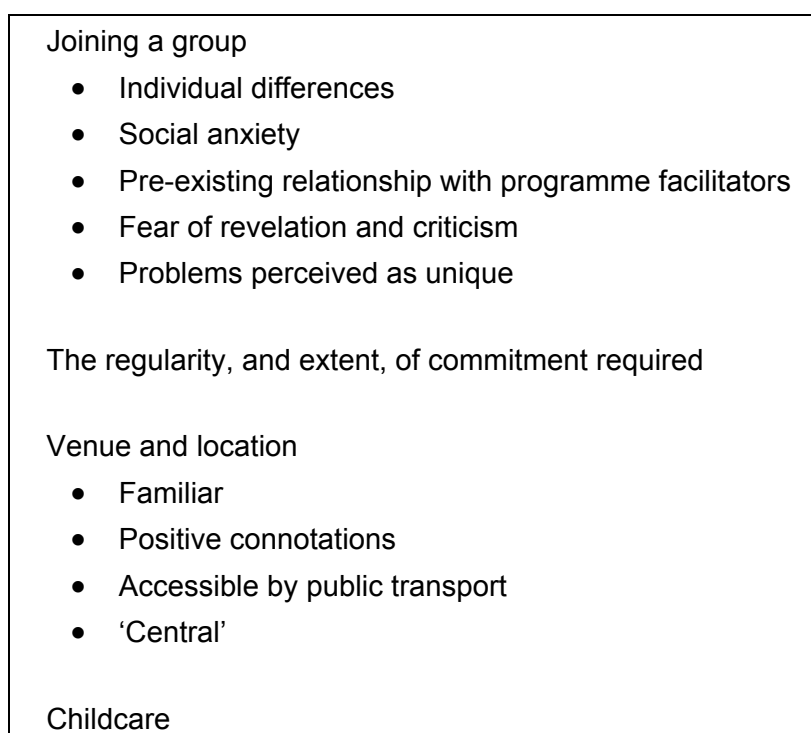 Joining a group
• Individual differences
• Social anxiety
• Pre-existing relationship with programme facilitators
• Fear of revelation and criticism
• Problems perceived as unique
The regularity, and extent, of commitment required
Venue and location
• Familiar
• Positive connotations
• Accessible by public transport
• ‘Central’
Childcare